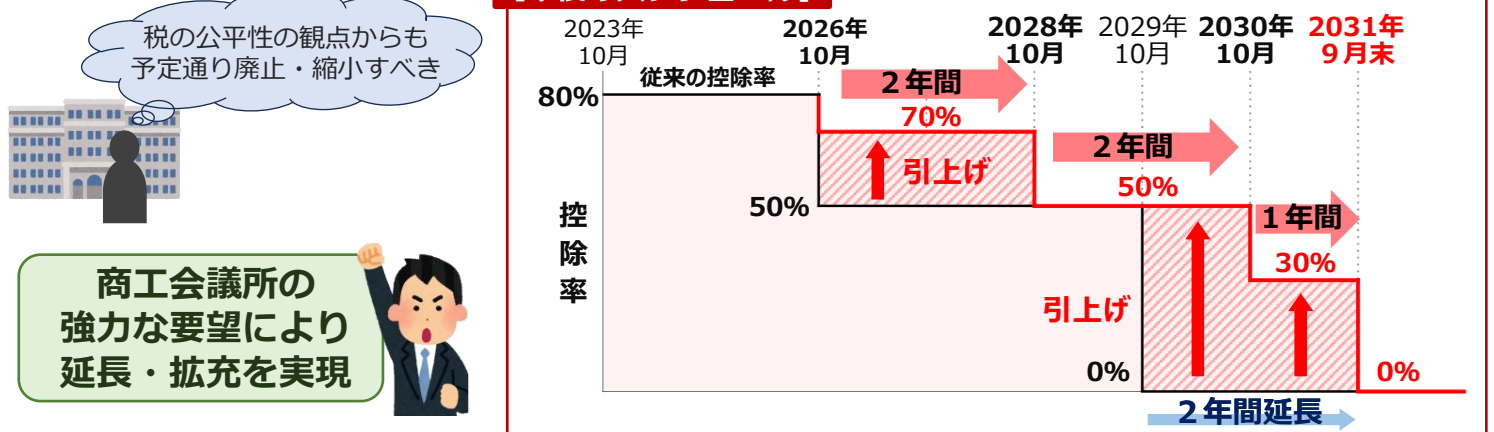 税の公平性の観点からも
予定通り廃止・縮小すべき
商工会議所の
強力な要望により
延長・拡充を実現
2023年
10月
2026年
10月
2028年
10月
2029年
10月
2030年
10月
2031年
9月末
従来の控除率
80%
2年間
70%
引上げ
50%
2年間
50%
1年間
30%
控除率
引上げ
0%
0%
2年間延長